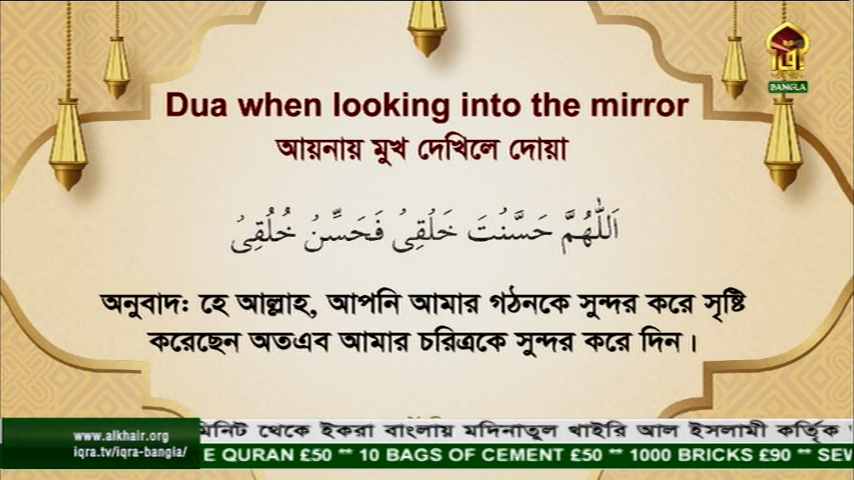 Dua when looking into the mirror
আয়নায় মুখ দেখিলে দোয়া
اَللّٰهُمَّ حَسَّنْتَ خَلْقِىْ فَحَسِّنْ خُلُقِىْ
অনুবাদ: হে আল্লাহ, আপনি আমার গঠনকে সুন্দর করে সৃষ্টি
করেছেন অতএব আমার চরিত্রকে সুন্দর করে দিন।
اقرأ
BANGLA
www.alkhair.org
iqra.tv/iqra-bangla/
মিনিট থেকে ইকরা বাংলায় মদিনাতুল খাইরি আল ইসলামী কর্তৃিক
E QURAN £50 ** 10 BAGS OF CEMENT £50 ** 1000 BRICKS £90 ** SEW